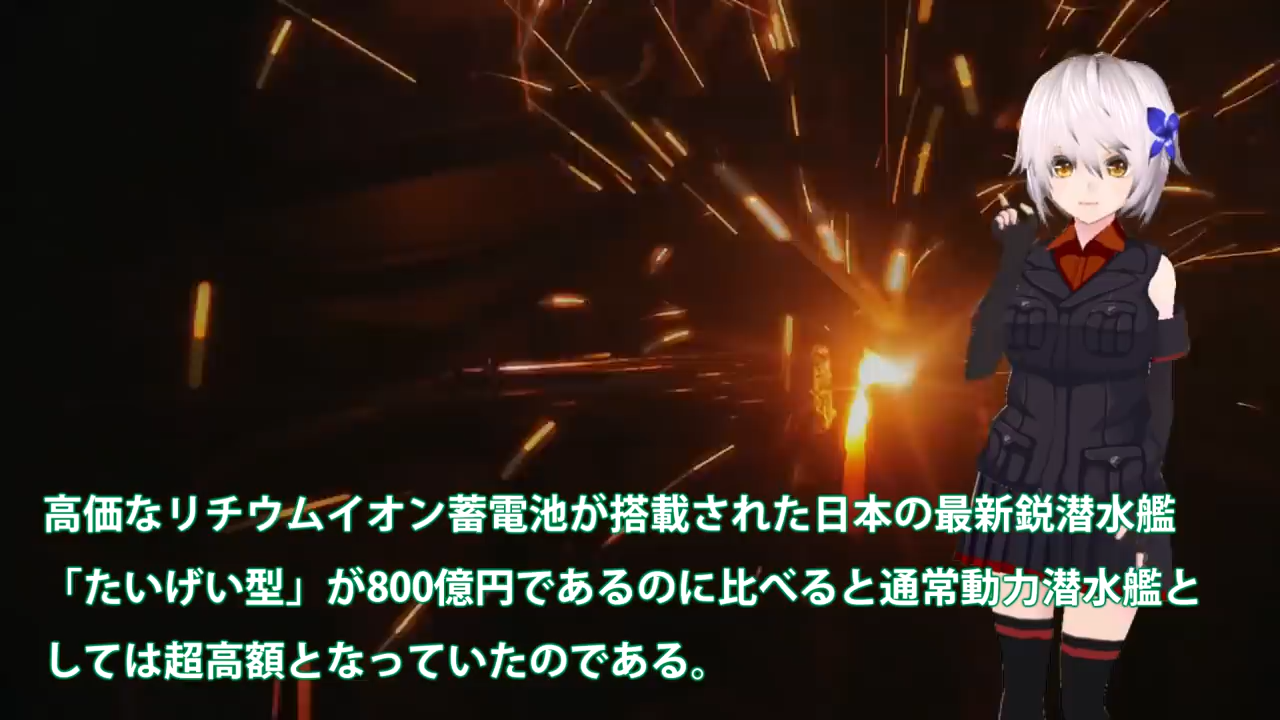 高価なリチウムイオン蓄電池が搭載された日本の最新鋭潜水艦
「たいげい型」が800億円であるのに比べると通常動力潜水艦と
しては超高額となっていたのである。